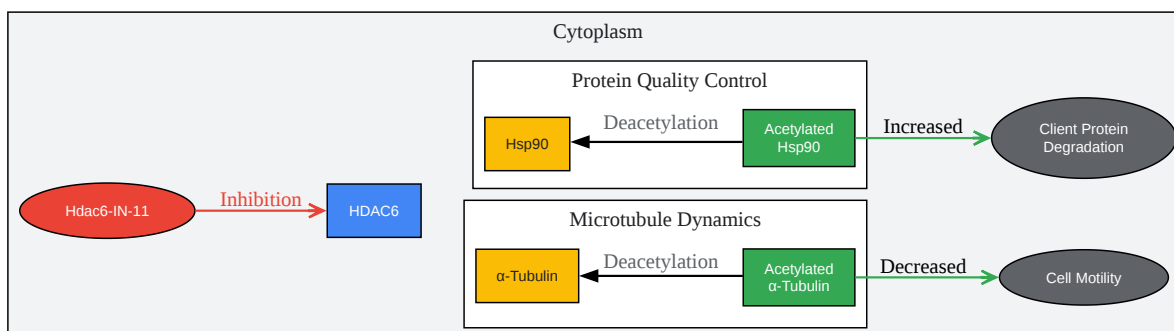 Cytoplasm
Protein Quality Control
Hsp90
Deacetylation
Acetylated
Hsp90
Increased
Client Protein
Degradation
Hdac6-IN-11
Inhibition
HDAC6
Microtubule Dynamics
α-Tubulin
Deacetylation
Acetylated
α-Tubulin
Decreased
Cell Motility